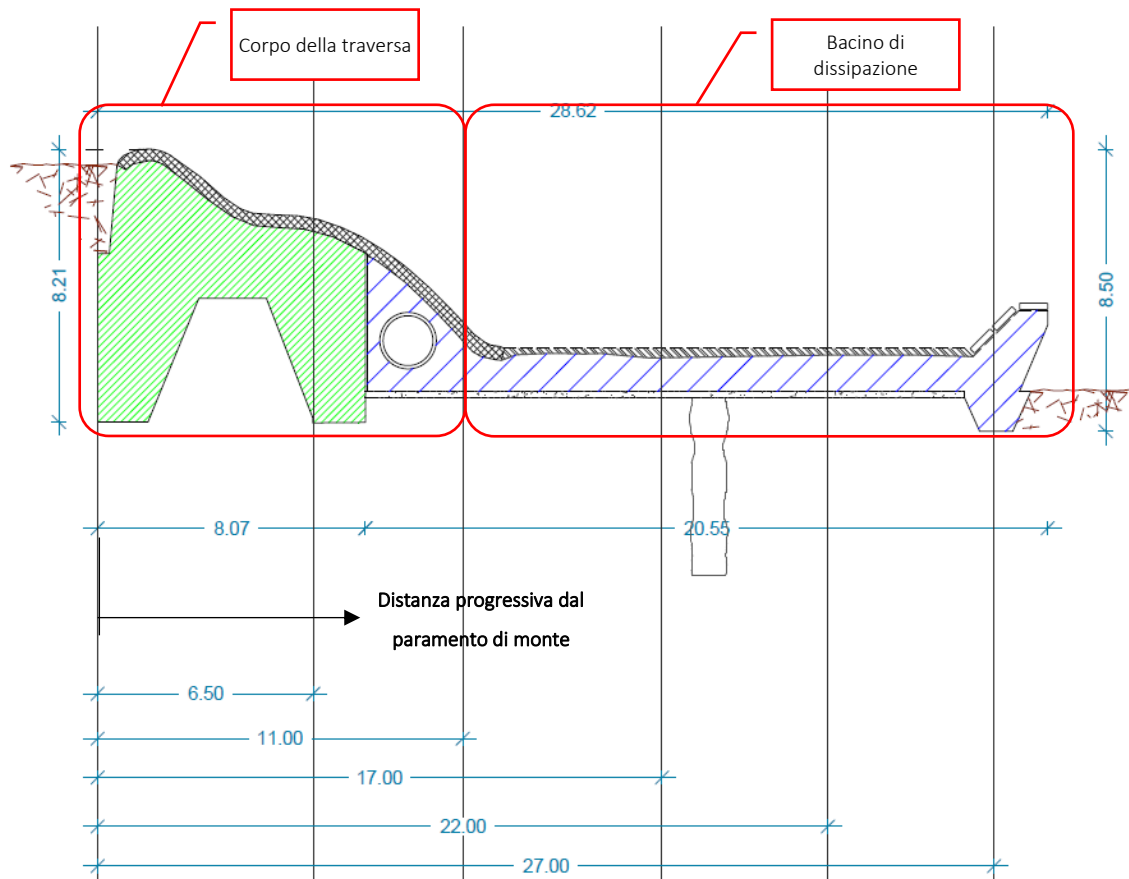 Corpo della traversa
Bacino di
dissipazione
28.62
8.21
8.50
8.07
20.55
Distanza progressiva dal
paramento di monte
6.50
11.00
17.00
22.00
27.00